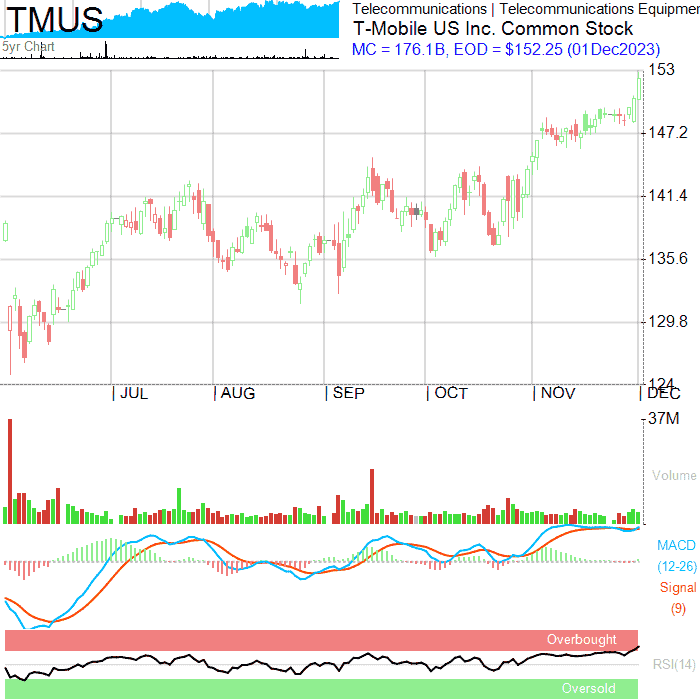 TMUS
5yr Chart
Telecommunications | Telecommunications Equipmen
T-Mobile US Inc. Common Stock
MC = 176.1B, EOD = $152.25 (01Dec2023)
153
147.2
141.4
135.6
129.8
124
JUL
AUG
SEP
OCT
NOV
DEC
37M
Volume
MACD
(12-26)
Signal
(9)
Overbought
RSI(14)
Oversold